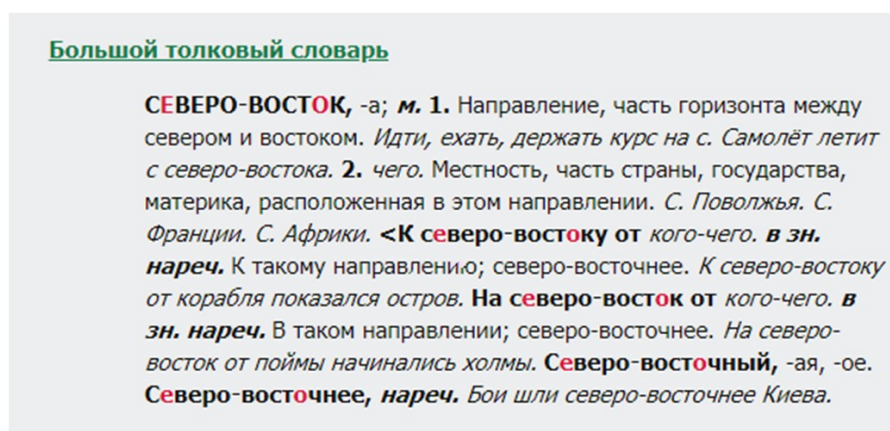 Большой толковый словарь
СЕВЕРО-ВОСТОК, -а; м. 1. Направление, часть горизонта между
севером и востоком. Идти, ехать, держать курс на с. Самолёт летит
с северо-востока. 2. чего. Местность, часть страны, государства,
материка, расположенная в этом направлении. С. Поволжья. С.
Франции. С. Африки. <К северо-востоку от кого-чего. в зн.
нареч. К такому направлению; северо-восточнее. К северо-востоку
от корабля показался остров. На северо-восток от кого-чего. в
зн. нареч. В таком направлении; северо-восточнее. На северо-
восток от поймы начинались холмы. Северо-восточный, -ая, -ое.
Северо-восточнее, нареч. Бои шли северо-восточнее Киева.